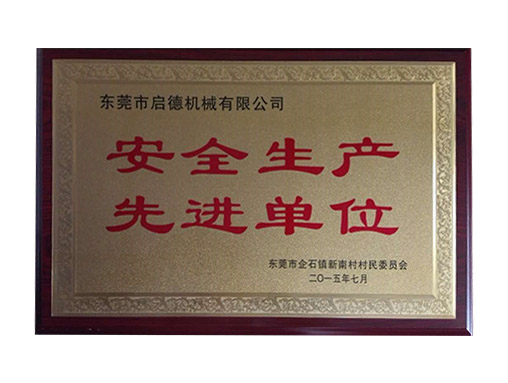 东莞市启德机械有限公司
安全生产
先进单位
东莞市企石镇新南村村民委员会
二〇一五年七月